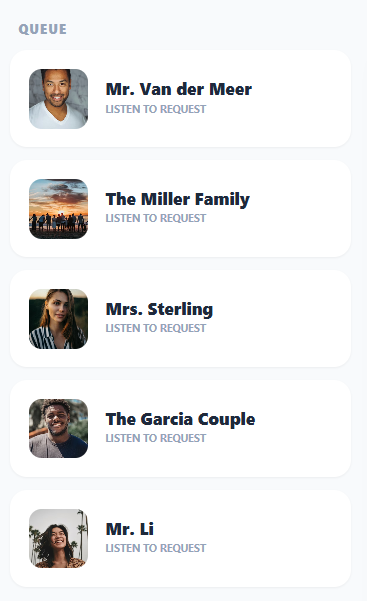 QUEUE
Mr. Van der Meer
LISTEN TO REQUEST
The Miller Family
LISTEN TO REQUEST
Mrs. Sterling
LISTEN TO REQUEST
The Garcia Couple
LISTEN TO REQUEST
Mr. Li
LISTEN TO REQUEST